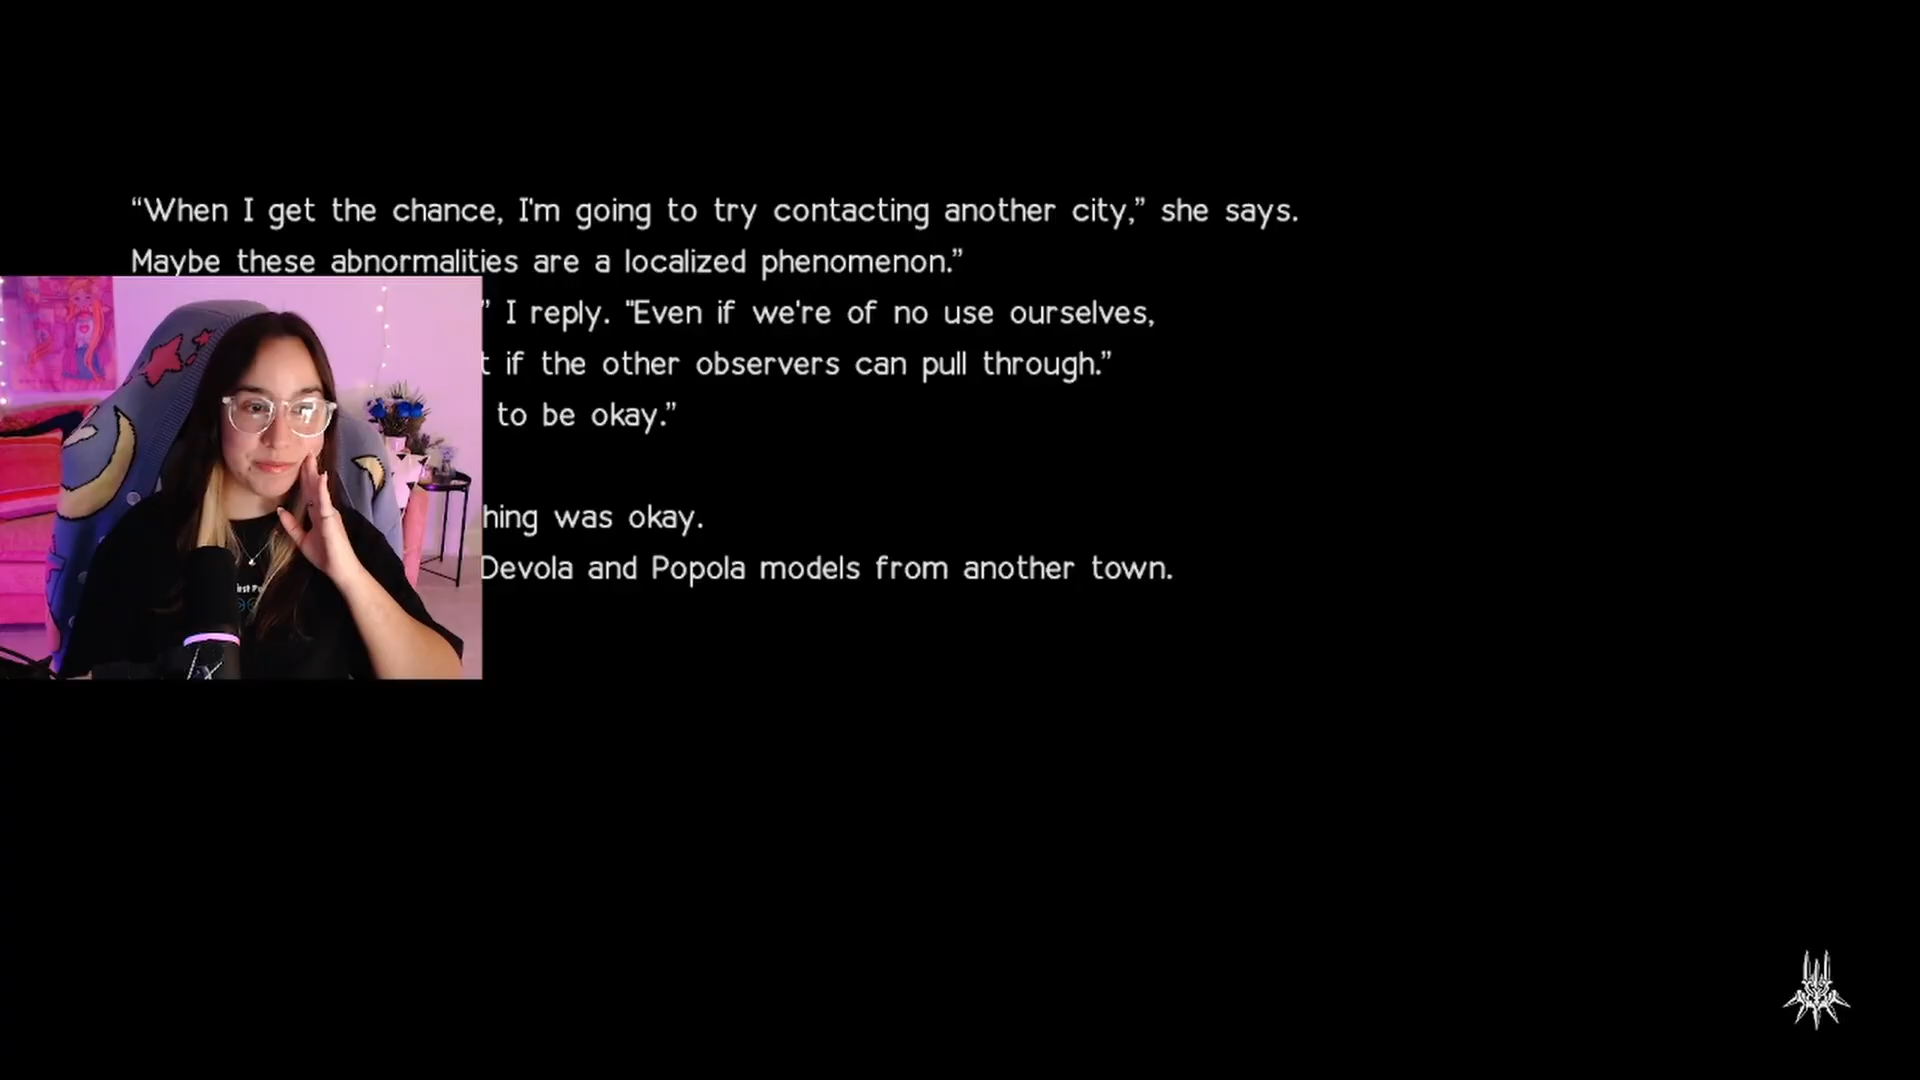 “When I get the chance, I'm going to try contacting another city,” she says.
Maybe these abnormalities are a localized phenomenon.”
” I reply. "Even if we're of no use ourselves,
if the other observers can pull through.”
to be okay.”
was okay.
Devola and Popola models from another town.